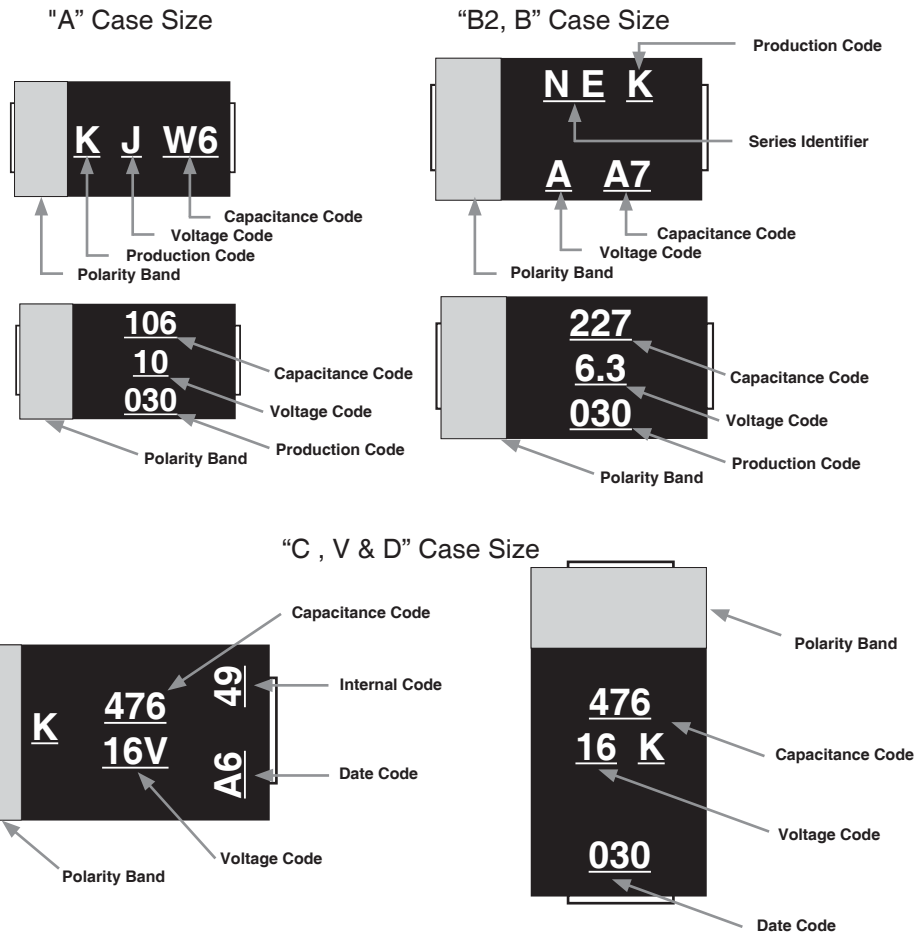 "A” Case Size
K J W6
Capacitance Code
Voltage Code
Production Code
Polarity Band
106
10
030
Capacitance Code
Voltage Code
Production Code
Polarity Band
“B2, B” Case Size
Production Code
N E K
Series Identifier
A A7
Capacitance Code
Voltage Code
Polarity Band
227
6.3
030
Capacitance Code
Voltage Code
Production Code
Polarity Band
“C , V & D” Case Size
Capacitance Code
49
Internal Code
K
476
16V
A6
Date Code
Voltage Code
Polarity Band
Polarity Band
476
16 K
Capacitance Code
Voltage Code
030
Date Code